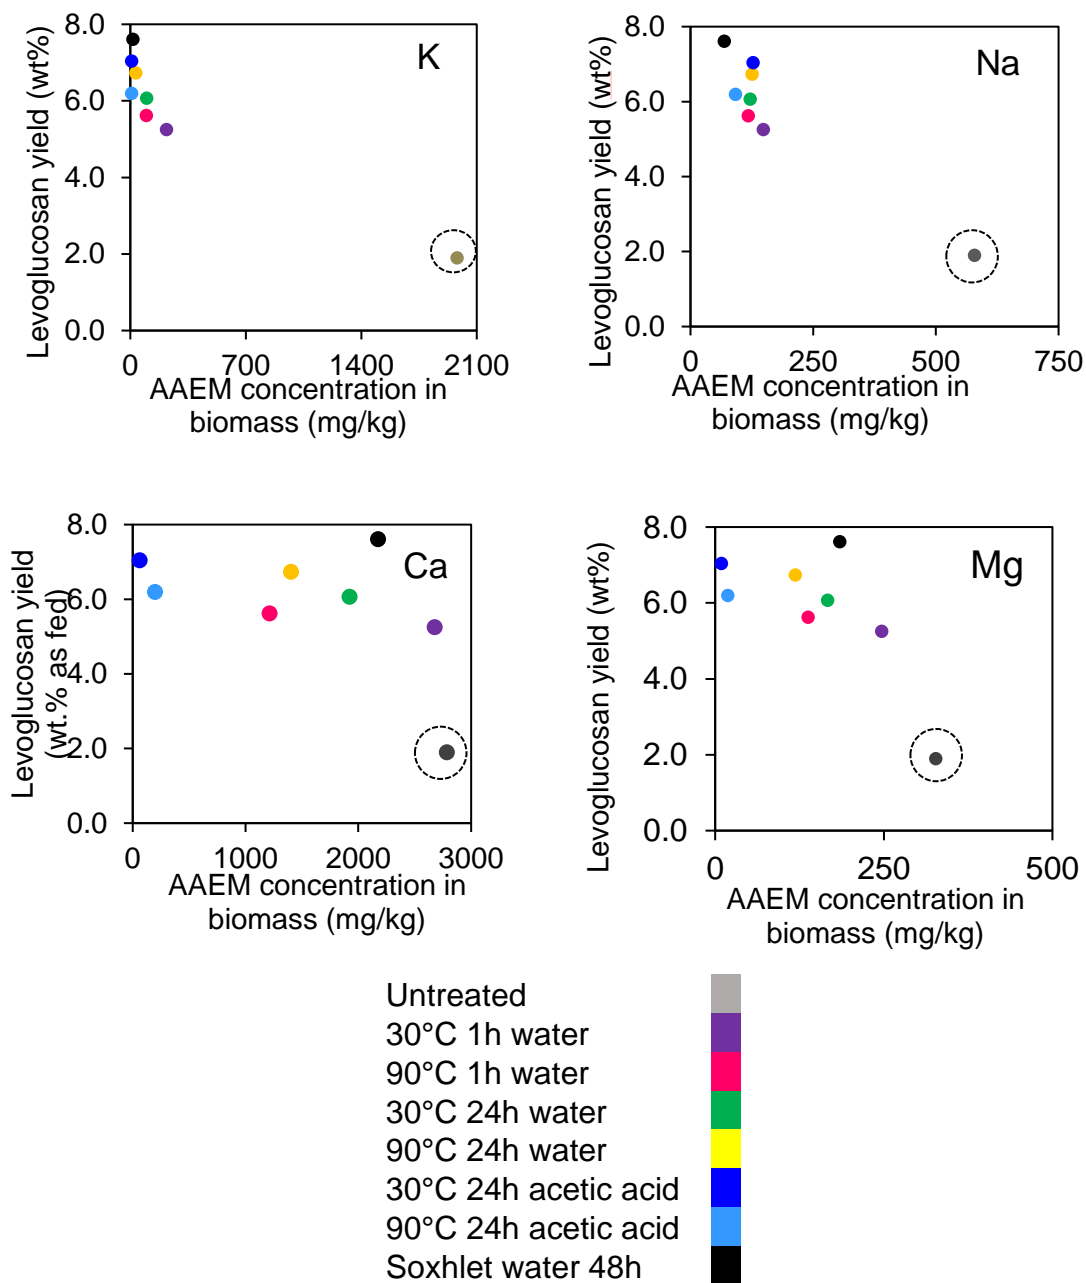 Levoglucosan yield (wt%)
8.0
6.0
4.0
2.0
0.0
K
0 700 1400 2100
AAEM concentration in
biomass (mg/kg)
Levoglucosan yield (wt%)
8.0
6.0
4.0
2.0
0.0
Na
0 250 500 750
AAEM concentration in
biomass (mg/kg)
Levoglucosan yield
(wt.% as fed)
8.0
6.0
4.0
2.0
0.0
Ca
0 1000 2000 3000
AAEM concentration in
biomass (mg/kg)
Levoglucosan yield (wt%)
8.0
6.0
4.0
2.0
0.0
Mg
0 250 500
AAEM concentration in
biomass (mg/kg)
Untreated
30°C 1h water
90°C 1h water
30°C 24h water
90°C 24h water
30°C 24h acetic acid
90°C 24h acetic acid
Soxhlet water 48h